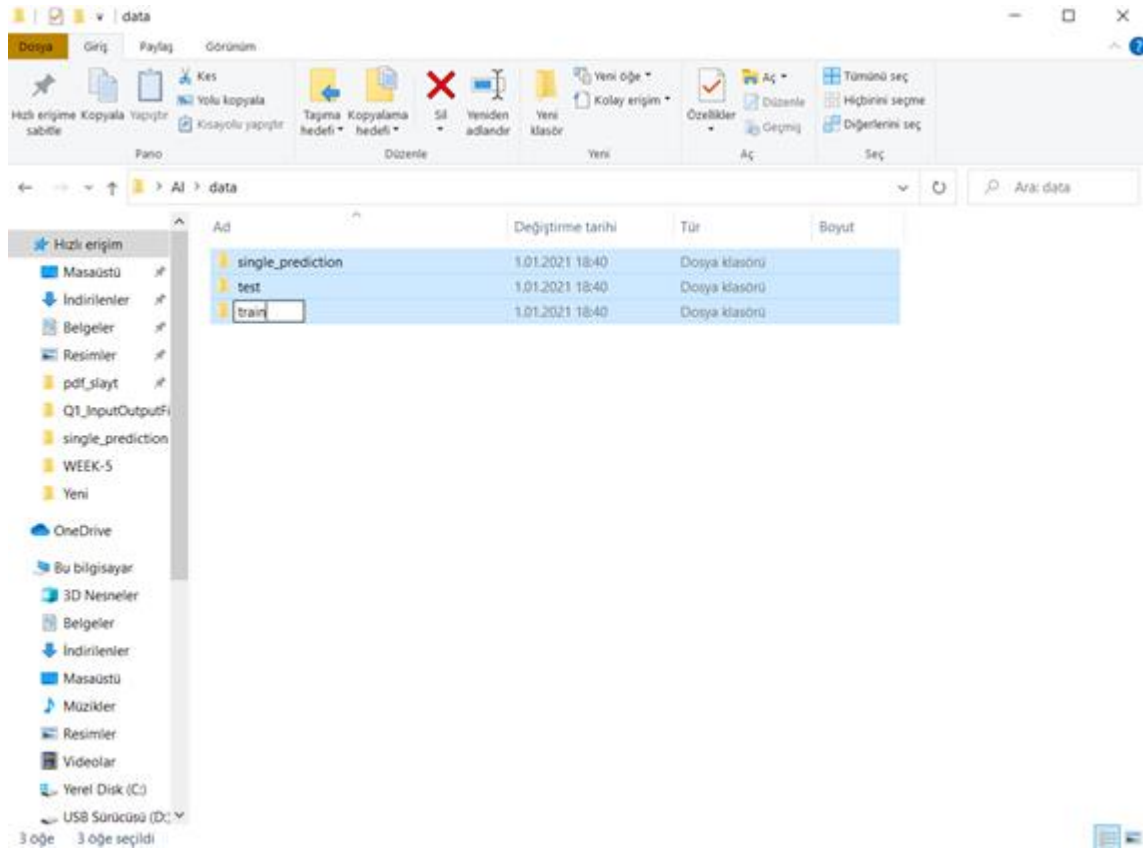 data
Dosya Giriş Paylaş Görünüm
Hızlı erişime sabitle
Kopyala
Yapıştır
Kes
Yolu kopyala
Kısayolu yapıştır
Taşıma hedefi
Kopyalama hedefi
Sil
Yeniden adlandır
Yeni klasör
Yeni öğe
Kolay erişim
Özellikler
Aç
Düzenle
Geçmiş
Tümünü seç
Hiçbirini seçme
Diğerlerini seç
Pano Düzenle Yeni Aç Seç
AI > data
Ara: data
Ad Değiştirme tarihi Tür Boyut
single_prediction 1.01.2021 18:40 Dosya klasörü
test 1.01.2021 18:40 Dosya klasörü
train 1.01.2021 18:40 Dosya klasörü
Hızlı erişim
Masaüstü
İndirilenler
Belgeler
Resimler
pdf_slayt
Q1_InputOutputFi
single_prediction
WEEK-5
Yeni
OneDrive
Bu bilgisayar
3D Nesneler
Belgeler
İndirilenler
Masaüstü
Müzikler
Resimler
Videolar
Yerel Disk (C:)
USB Sürücüsü (D:
3 öğe 3 öğe seçildi